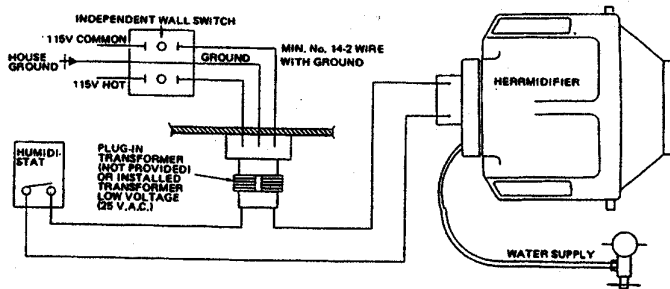 INDEPENDENT WALL SWITCH
115V COMMON
HOUSE
GROUND
GROUND
MIN. No. 14-2 WIRE
WITH GROUND
115V HOT
HERRMIDIFIER
HUMIDI-
STAT
PLUG-IN
TRANSFORMER
(NOT PROVIDED)
OR INSTALLED
TRANSFORMER
LOW VOLTAGE
(25 V.A.C.)
WATER SUPPLY